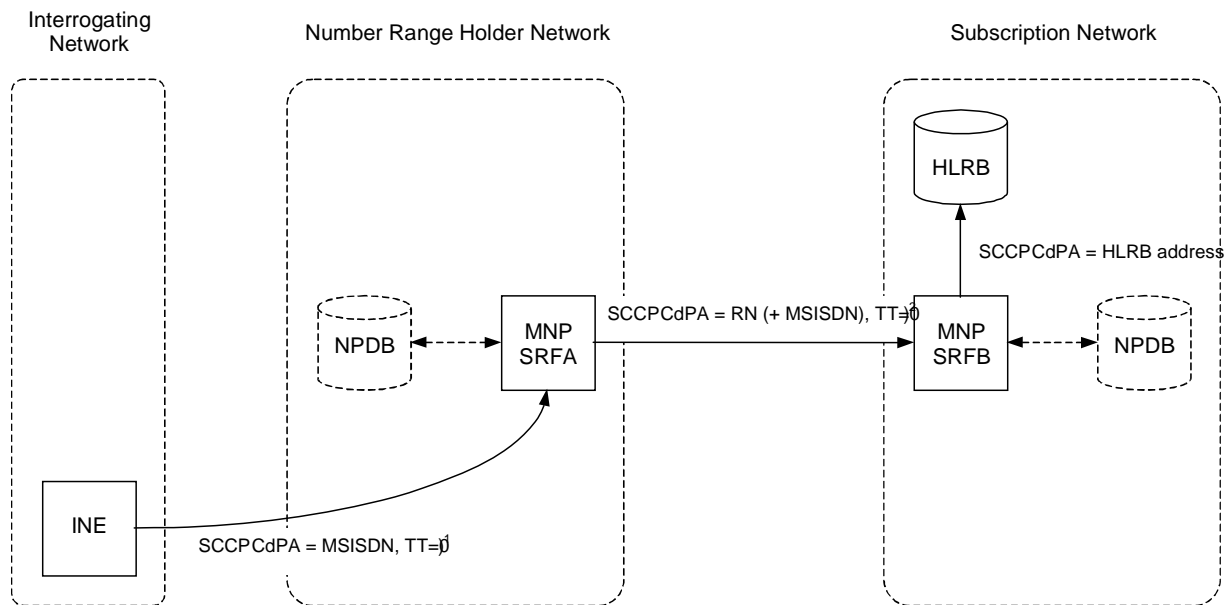 Interrogating
Network
Number Range Holder Network
Subscription Network
HLRB
SCCPCdPA = HLRB address
SCCPCdPA = RN (+ MSISDN), TT=0
NPDB
MNP
SRFA
MNP
SRFB
NPDB
INE
SCCPCdPA = MSISDN, TT=0